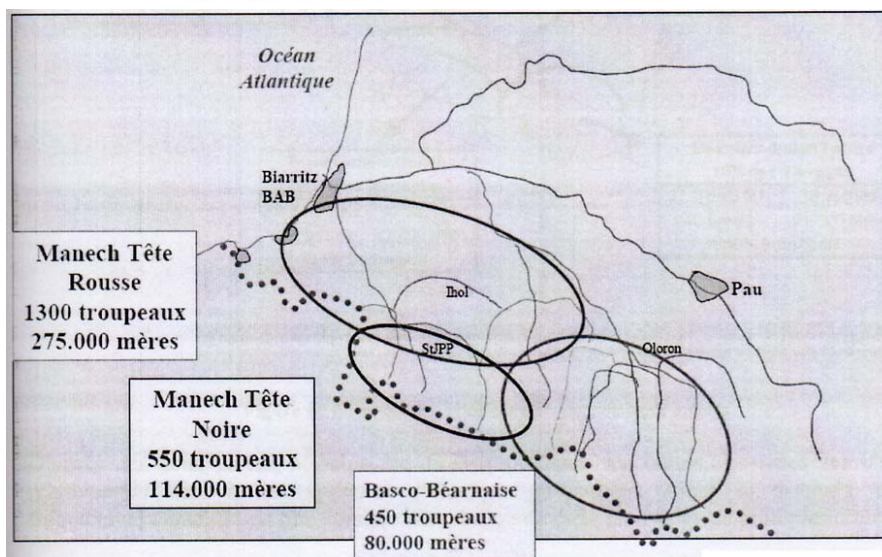 Océan
Atlantique
Biarritz
BAB
Manech Tête
Rousse
1300 troupeaux
275.000 mères
Ihol
Pau
StJPP
Oloron
Manech Tête
Noire
550 troupeaux
114.000 mères
Basco-Béarnaise
450 troupeaux
80.000 mères